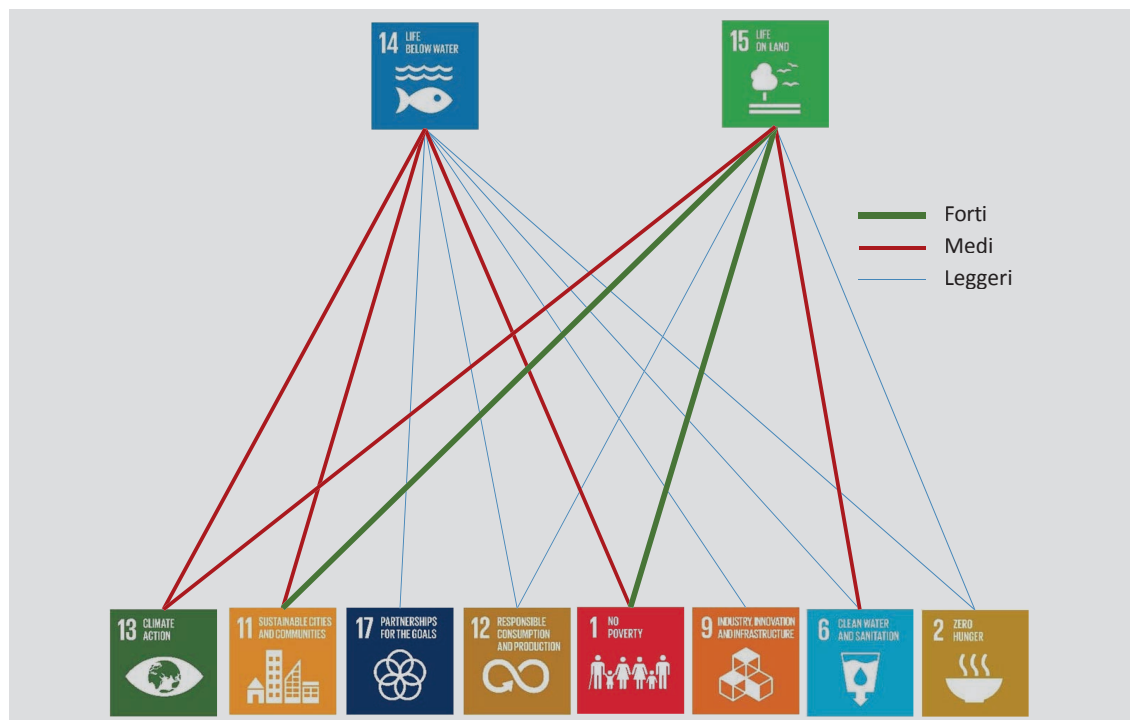 14 LIFE
BELOW WATER
15 LIFE
ON LAND
Forti
Medi
Leggeri
13 CLIMATE
ACTION
11 SUSTAINABLE CITIES
AND COMMUNITIES
17 PARTNERSHIPS
FOR THE GOALS
12 RESPONSIBLE
CONSUMPTION
AND PRODUCTION
1 NO
POVERTY
9 INDUSTRY, INNOVATION
AND INFRASTRUCTURE
6 CLEAN WATER
AND SANITATION
2 ZERO
HUNGER